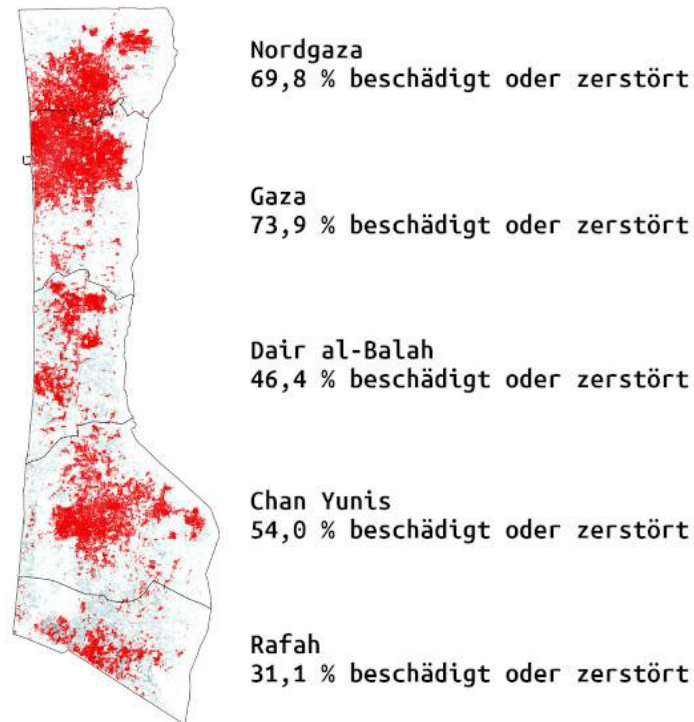 Nordgaza
69,8 % beschädigt oder zerstört
Gaza
73,9 % beschädigt oder zerstört
Dair al-Balah
46,4 % beschädigt oder zerstört
Chan Yunis
54,0 % beschädigt oder zerstört
Rafah
31,1 % beschädigt oder zerstört